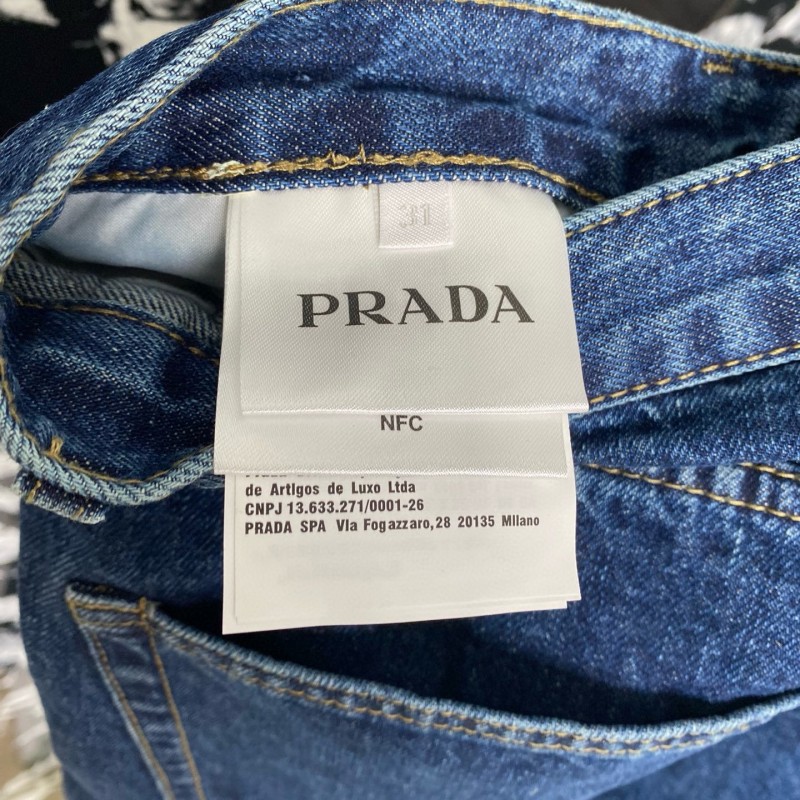 31
PRADA
NFC
de Artigos de Luxo Ltda
CNPJ 13.633.271/0001-26
PRADA SPA Via Fogazzaro,28 20135 Milano